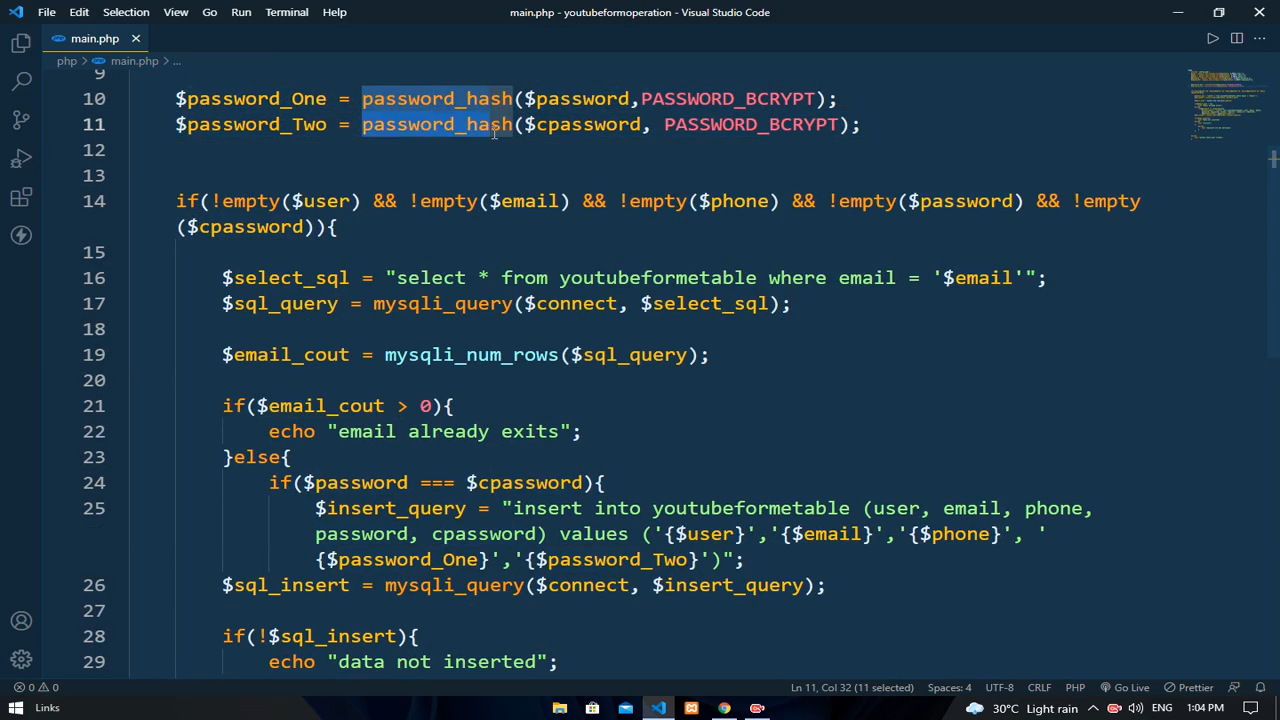 File Edit Selection View Go Run Terminal Help
main.php - youtubeformoperation - Visual Studio Code
main.php
php > main.php > ...
9
10 $password_One = password_hash($password,PASSWORD_BCRYPT);
11 $password_Two = password_hash($cpassword, PASSWORD_BCRYPT);
12
13
14 if(!empty($user) && !empty($email) && !empty($phone) && !empty($password) && !empty
($cpassword)){
15
16 $select_sql = "select * from youtubeformetable where email = '$email'";
17 $sql_query = mysqli_query($connect, $select_sql);
18
19 $email_cout = mysqli_num_rows($sql_query);
20
21 if($email_cout > 0){
22 echo "email already exits";
23 }else{
24 if($password === $cpassword){
25 $insert_query = "insert into youtubeformetable (user, email, phone,
password, cpassword) values ('{$user}','{$email}','{$phone}', '
{$password_One}','{$password_Two}')";
26 $sql_insert = mysqli_query($connect, $insert_query);
27
28 if(!$sql_insert){
29 echo "data not inserted";
0 0 Ln 11, Col 32 (11 selected) Spaces: 4 UTF-8 CRLF PHP Go Live Prettier
Links 30°C Light rain ENG 1:04 PM